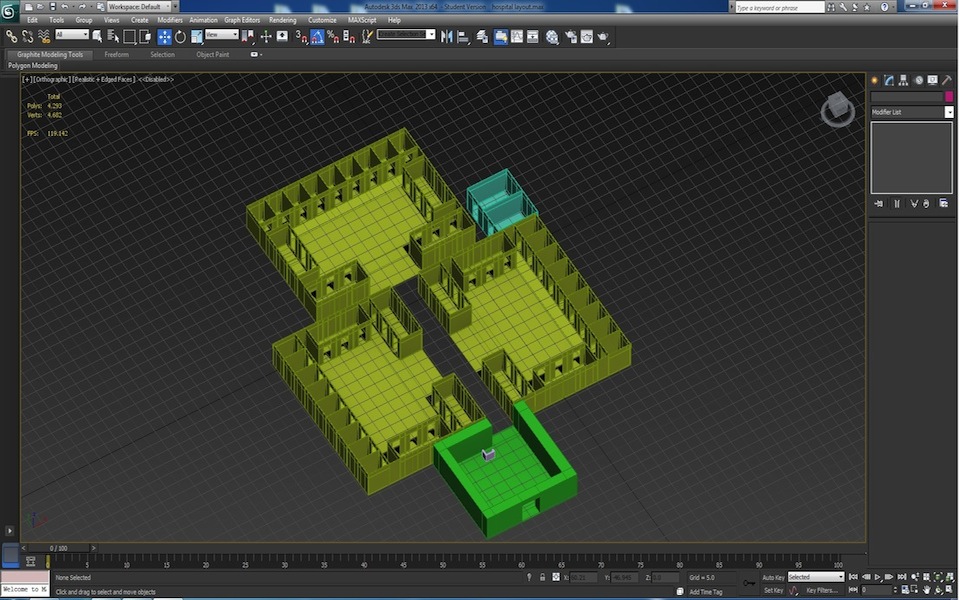 Workspace: Default
Autodesk 3ds Max 2013 x64 - Student Version hospital layout.max
Type a keyword or phrase
Edit Tools Group Views Create Modifiers Animation Graph Editors Rendering Customize MAXScript Help
All
View
Graphite Modeling Tools Freeform Selection Object Paint
Polygon Modeling
[+] [Orthographic] [Realistic + Edged Faces] <<Disabled>>
Total
Polys: 4,293
Verts: 4,682
FPS: 119.142
Modifier List
0 / 100
0 5 10 15 20 25 30 35 40 45 50 55 60 65 70 75 80 85 90 95 100
None Selected
X: Y: Z:
Grid = 5.0
Auto Key Selected
Welcome to M
Click and drag to select and move objects
Add Time Tag
Set Key Key Filters...
0